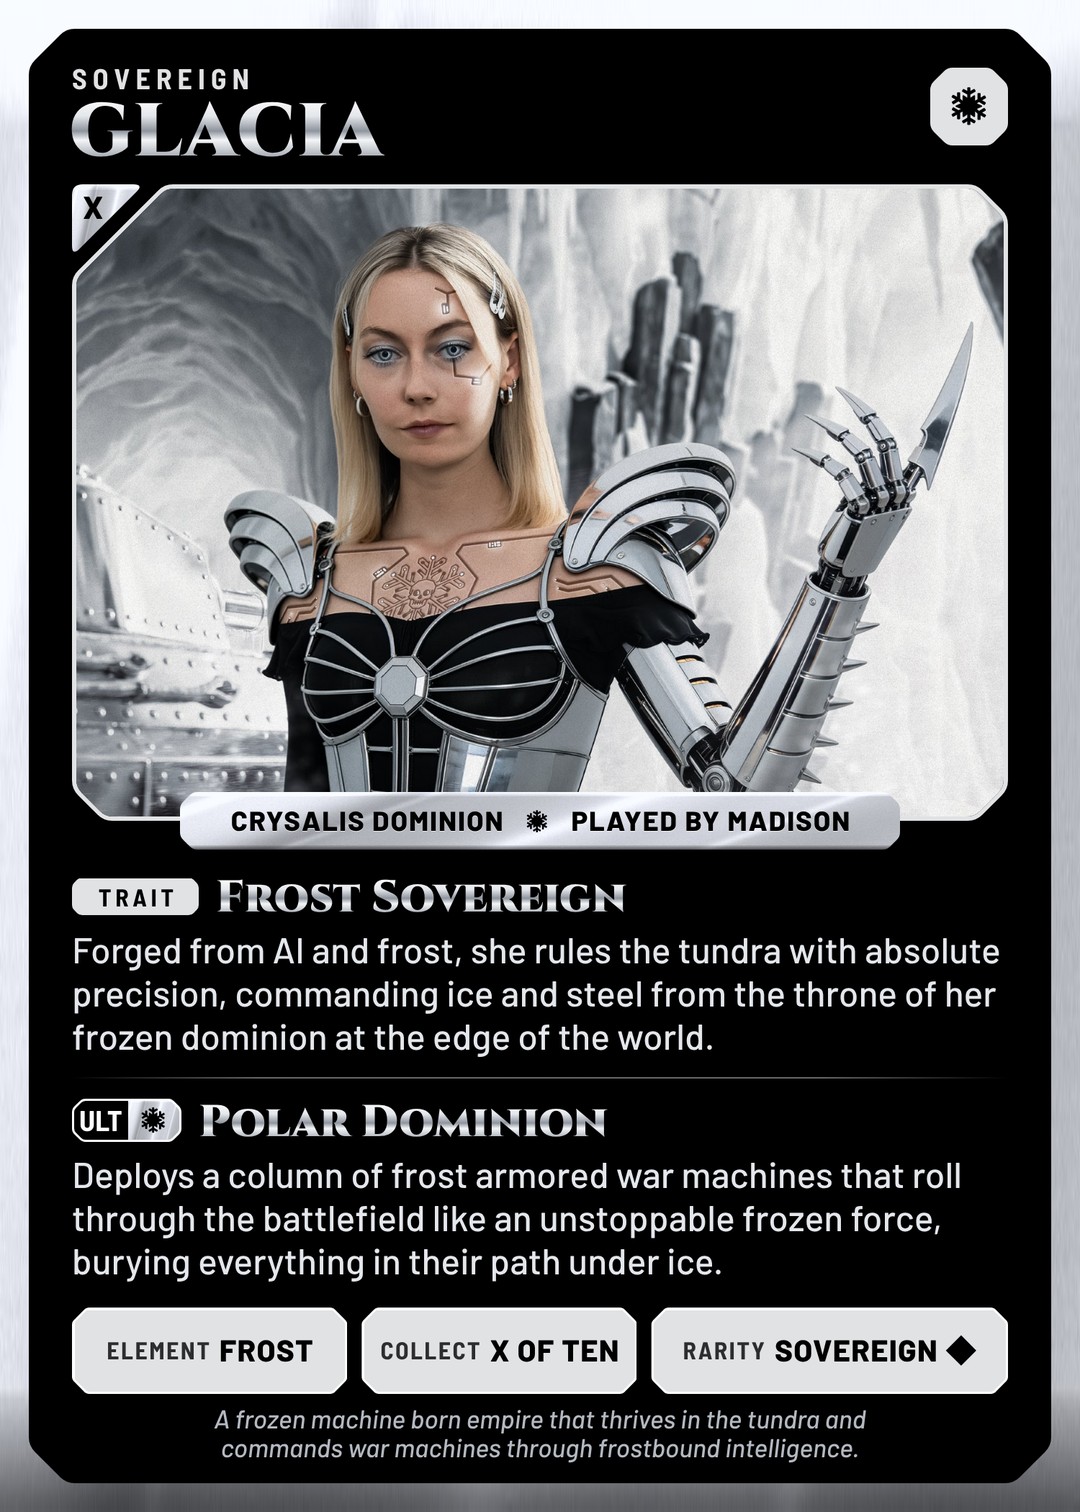 SOVEREIGN
GLACIA
X
CRYSALIS DOMINION PLAYED BY MADISON
TRAIT FROST SOVEREIGN
Forged from AI and frost, she rules the tundra with absolute
precision, commanding ice and steel from the throne of her
frozen dominion at the edge of the world.
ULT POLAR DOMINION
Deploys a column of frost armored war machines that roll
through the battlefield like an unstoppable frozen force,
burying everything in their path under ice.
ELEMENT FROST COLLECT X OF TEN RARITY SOVEREIGN
A frozen machine born empire that thrives in the tundra and
commands war machines through frostbound intelligence.